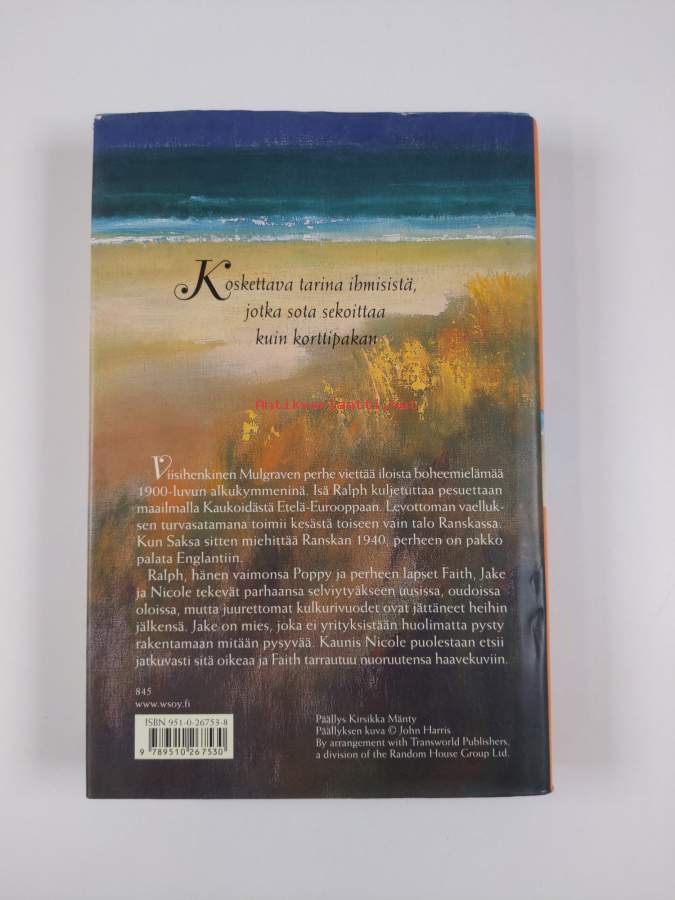 Koskettava tarina ihmisistä,
jotka sota sekoittaa
kuin korttipakan
Antikvariaatti.net
Viisihenkinen Mulgraven perhe viettää iloista boheemielämää
1900-luvun alkukymmeninä. Isä Ralph kuljetuttaa pesuettaan
maailmalla Kaukoidästä Etelä-Eurooppaan. Levottoman vaelluk-
sen turvasatamana toimii kesästä toiseen vain talo Ranskassa.
Kun Saksa sitten miehittää Ranskan 1940, perheen on pakko
palata Englantiin.
Ralph, hänen vaimonsa Poppy ja perheen lapset Faith, Jake
ja Nicole tekevät parhaansa selviytyäkseen uusissa, oudoissa
oloissa, mutta juurettomat kulkurivuodet ovat jättäneet heihin
jälkensä. Jake on mies, joka ei yrityksistään huolimatta pysty
rakentamaan mitään pysyvää. Kaunis Nicole puolestaan etsii
jatkuvasti sitä oikeaa ja Faith tarrautuu nuoruutensa haavekuviin.
845
www.wsoy.fi
ISBN 951-0-26753-8
9 789510 267530
Päällys Kirsikka Mänty
Päällyksen kuva © John Harris
By arrangement with Transworld Publishers,
a division of the Random House Group Ltd.